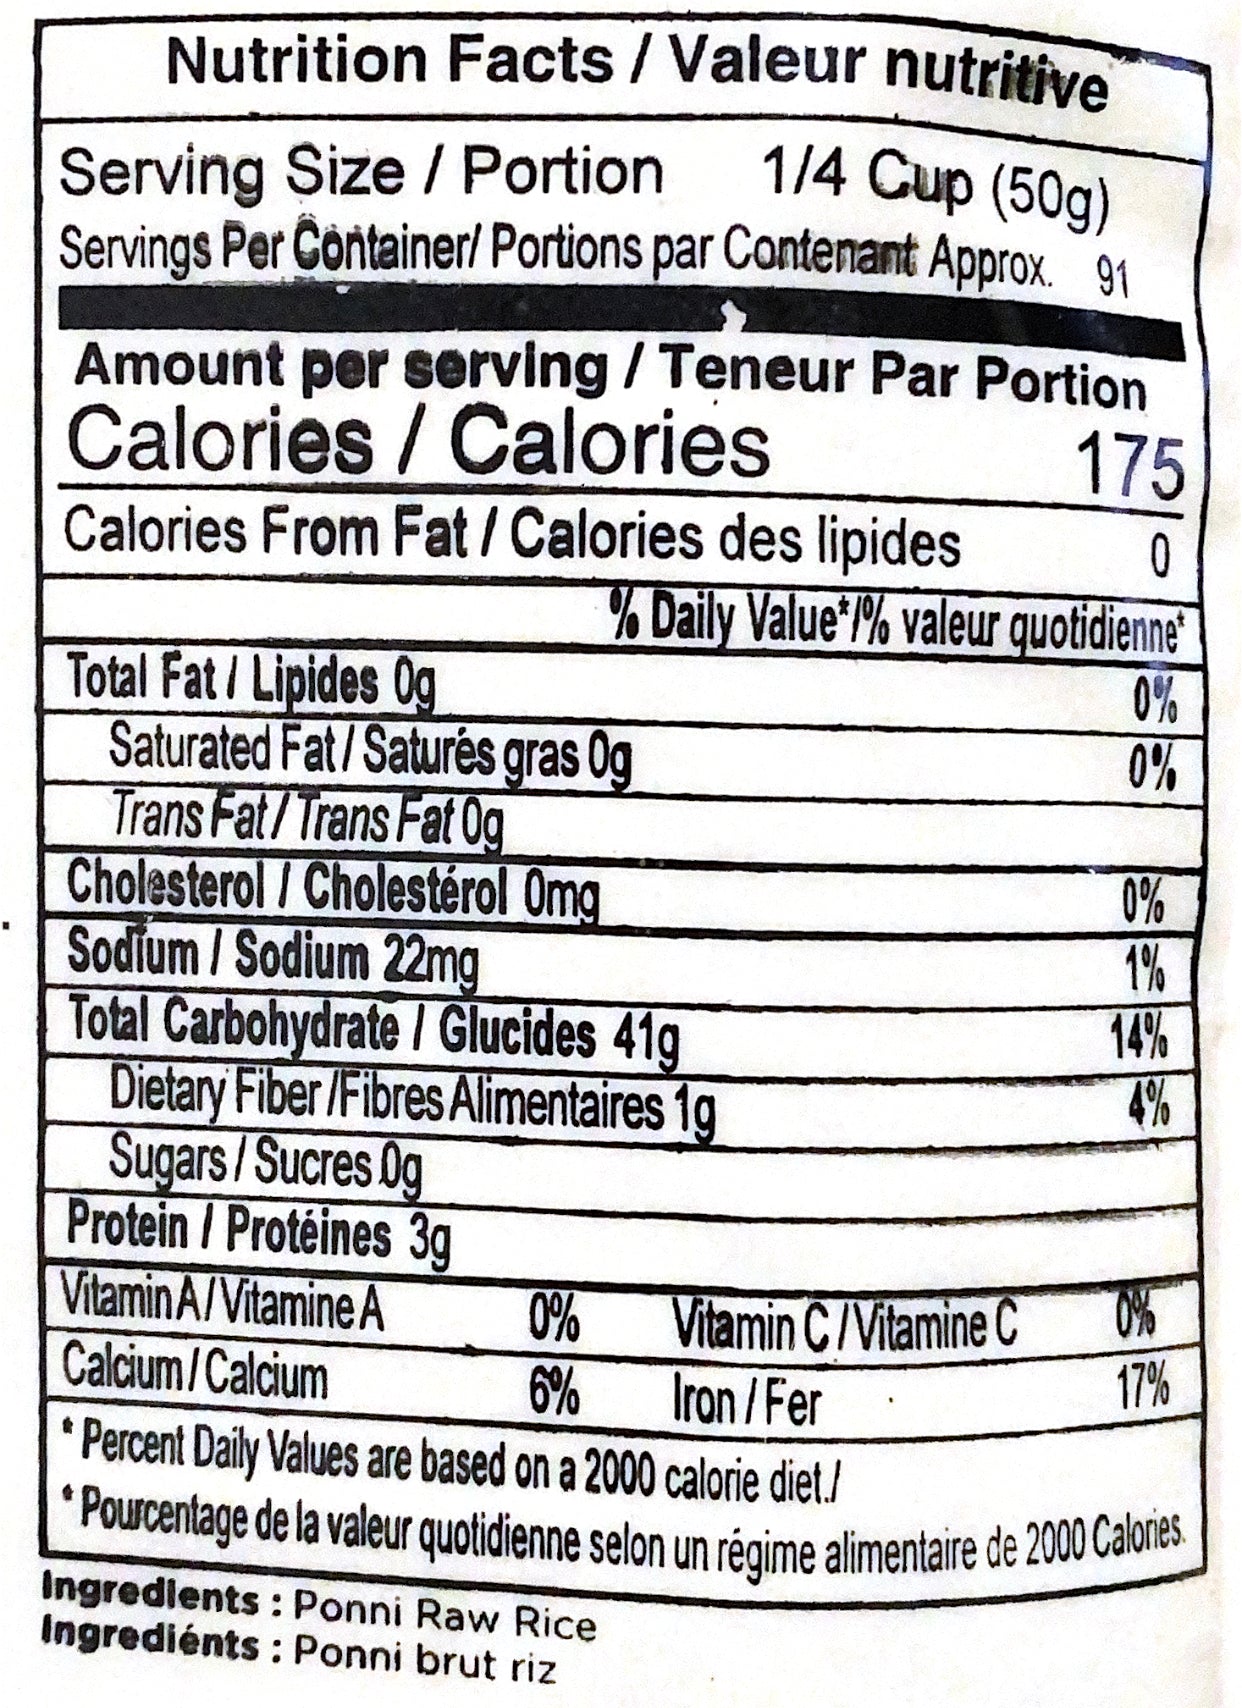 Nutrition Facts / Valeur nutritive
Serving Size / Portion 1/4 Cup (50g)
Servings Per Container/ Portions par Contenant Approx. 91
Amount per serving / Teneur Par Portion
Calories / Calories 175
Calories From Fat / Calories des lipides 0
% Daily Value*/% valeur quotidienne*
Total Fat / Lipides 0g 0%
Saturated Fat / Saturés gras 0g 0%
Trans Fat / Trans Fat 0g
Cholesterol / Cholestérol 0mg 0%
Sodium / Sodium 22mg 1%
Total Carbohydrate / Glucides 41g 14%
Dietary Fiber /Fibres Alimentaires 1g 4%
Sugars / Sucres 0g
Protein / Protéines 3g
Vitamin A / Vitamine A 0% Vitamin C / Vitamine C 0%
Calcium / Calcium 6% Iron / Fer 17%
* Percent Daily Values are based on a 2000 calorie diet./
* Pourcentage de la valeur quotidienne selon un régime alimentaire de 2000 Calories.
Ingredients : Ponni Raw Rice
Ingrediénts : Ponni brut riz